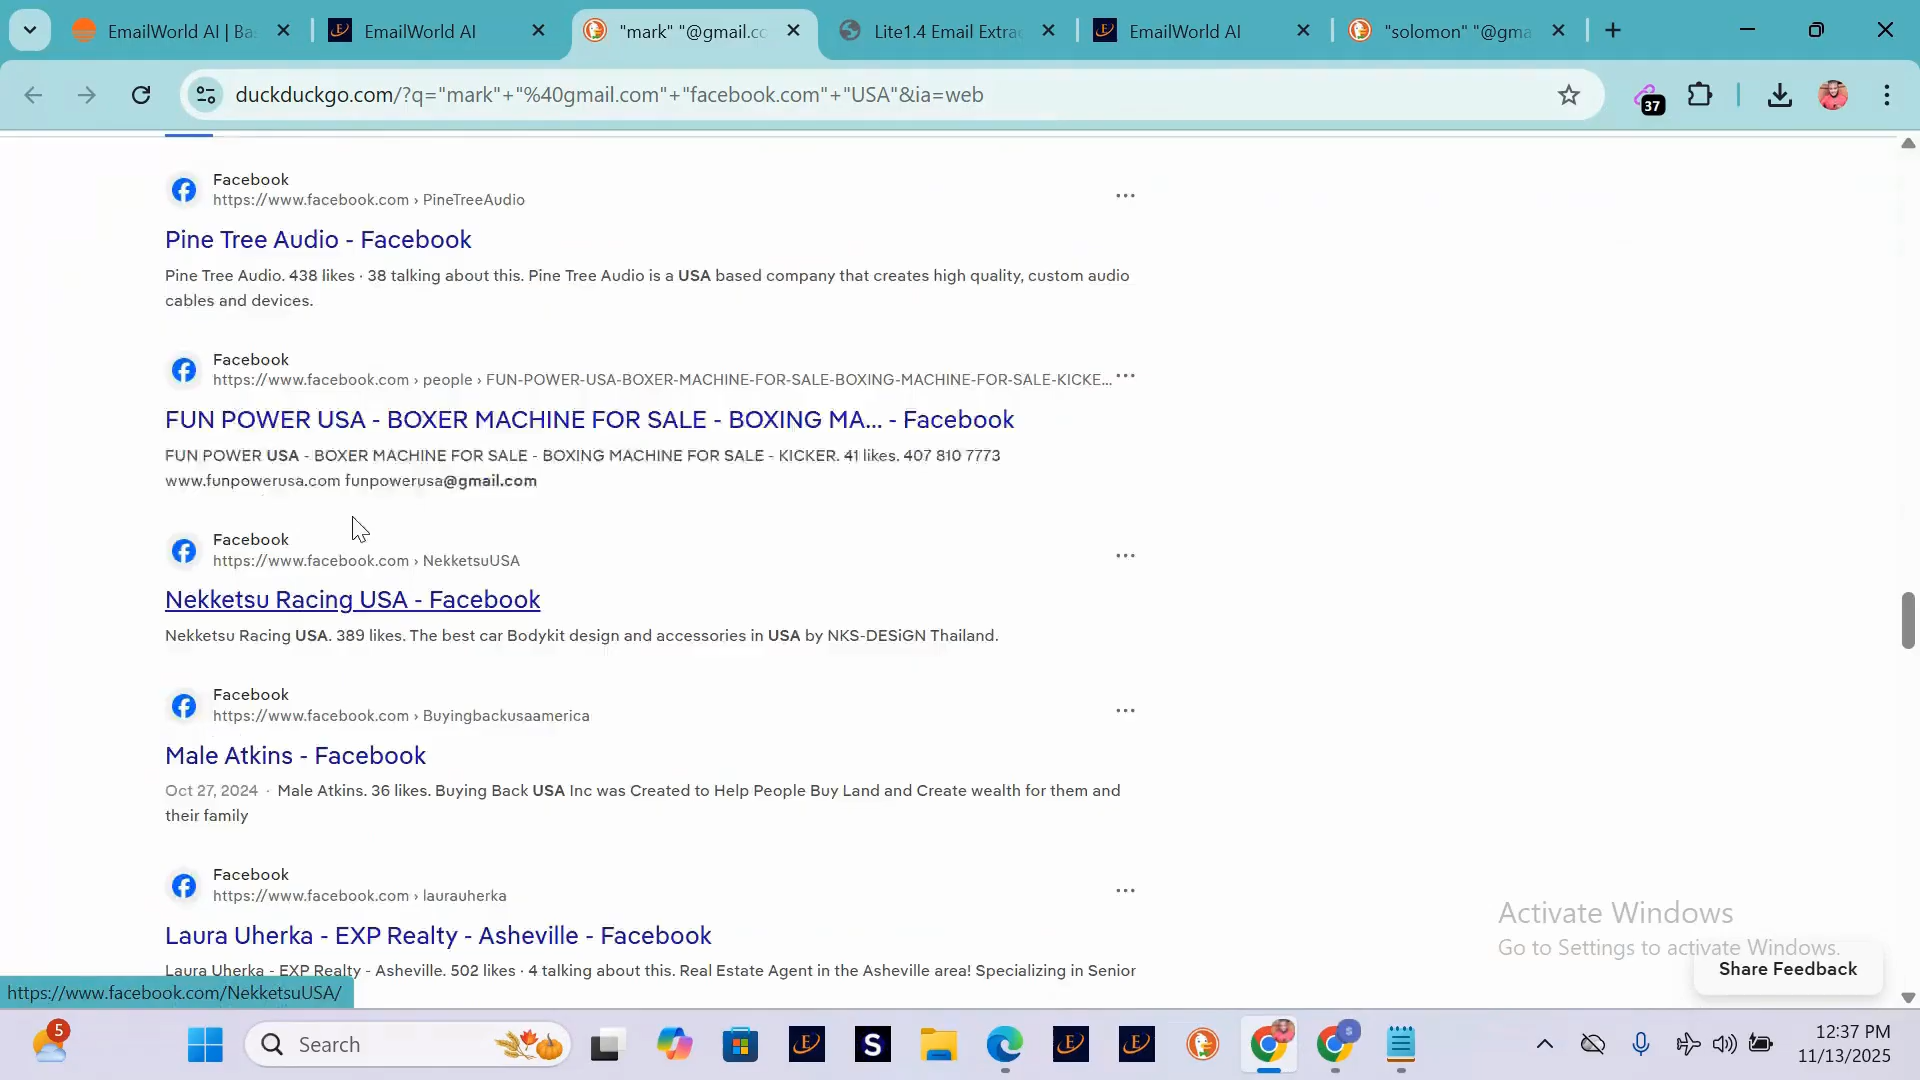 EmailWorld AI | Ba
EmailWorld AI
"mark" "@gmail.co
Lite1.4 Email Extrac
EmailWorld AI
"solomon" "@gma
duckduckgo.com/?q="mark"+"%40gmail.com"+"facebook.com"+"USA"&ia=web
37
Facebook
https://www.facebook.com › PineTreeAudio
Pine Tree Audio - Facebook
Pine Tree Audio. 438 likes · 38 talking about this. Pine Tree Audio is a USA based company that creates high quality, custom audio
cables and devices.
Facebook
https://www.facebook.com › people › FUN-POWER-USA-BOXER-MACHINE-FOR-SALE-BOXING-MACHINE-FOR-SALE-KICKE...
FUN POWER USA - BOXER MACHINE FOR SALE - BOXING MA... - Facebook
FUN POWER USA - BOXER MACHINE FOR SALE - BOXING MACHINE FOR SALE - KICKER. 41 likes. 407 810 7773
www.funpowerusa.com funpowerusa@gmail.com
Facebook
https://www.facebook.com › NekketsuUSA
Nekketsu Racing USA - Facebook
Nekketsu Racing USA. 389 likes. The best car Bodykit design and accessories in USA by NKS-DESiGN Thailand.
Facebook
https://www.facebook.com › Buyingbackusaamerica
Male Atkins - Facebook
Oct 27, 2024 · Male Atkins. 36 likes. Buying Back USA Inc was Created to Help People Buy Land and Create wealth for them and
their family
Facebook
https://www.facebook.com › laurauherka
Laura Uherka - EXP Realty - Asheville - Facebook
Laura Uherka - EXP Realty - Asheville. 502 likes · 4 talking about this. Real Estate Agent in the Asheville area! Specializing in Senior
Activate Windows
Go to Settings to activate Windows.
Share Feedback
https://www.facebook.com/NekketsuUSA/
5
Search
12:37 PM
11/13/2025